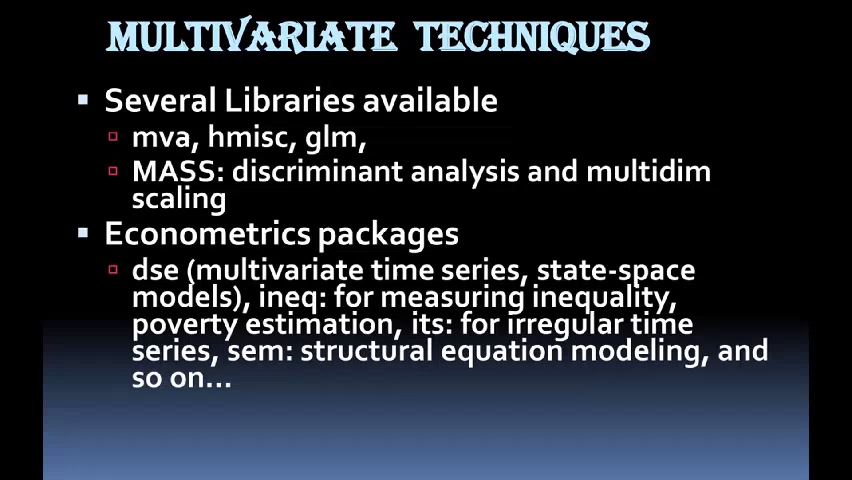 MULTIVARIATE TECHNIQUES
Several Libraries available
mva, hmisc, glm,
MASS: discriminant analysis and multidim
scaling
Econometrics packages
dse (multivariate time series, state-space
models), ineq: for measuring inequality,
poverty estimation, its: for irregular time
series, sem: structural equation modeling, and
so on...